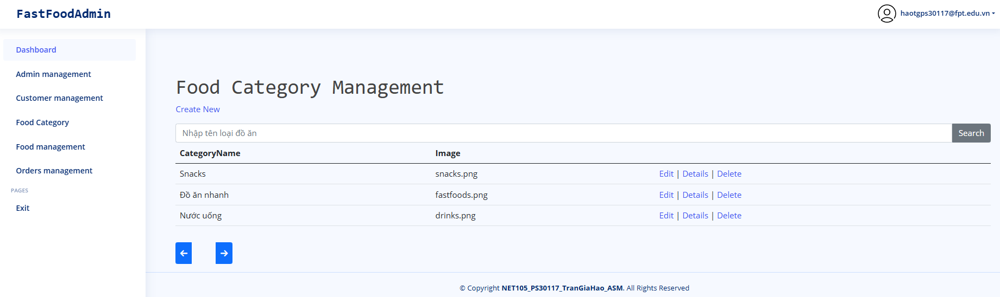 FastFoodAdmin
haotgps30117@fpt.edu.vn
Dashboard
Admin management
Customer management
Food Category
Food management
Orders management
PAGES
Exit
Food Category Management
Create New
Nhập tên loại đồ ăn Search
CategoryName Image
Snacks snacks.png Edit | Details | Delete
Đồ ăn nhanh fastfoods.png Edit | Details | Delete
Nước uống drinks.png Edit | Details | Delete
© Copyright NET105_PS30117_TranGiaHao_ASM. All Rights Reserved